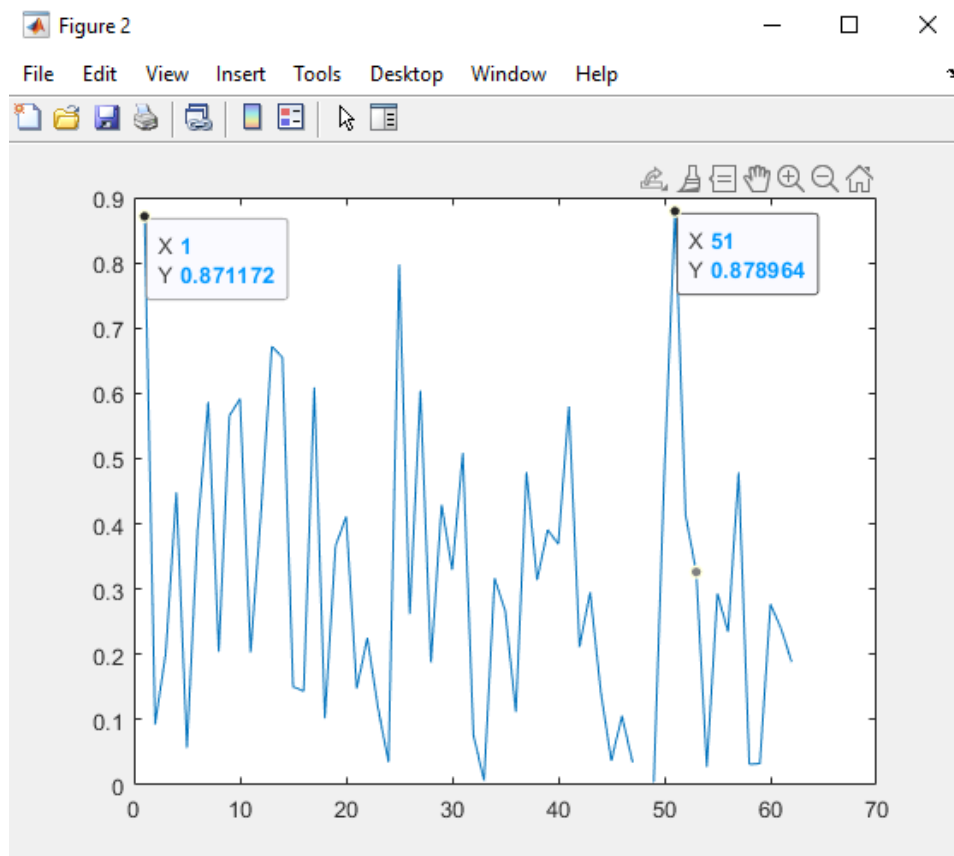 Figure 2
File Edit View Insert Tools Desktop Window Help
0.9
0.8
0.7
0.6
0.5
0.4
0.3
0.2
0.1
0
X 1
Y 0.871172
X 51
Y 0.878964
0 10 20 30 40 50 60 70